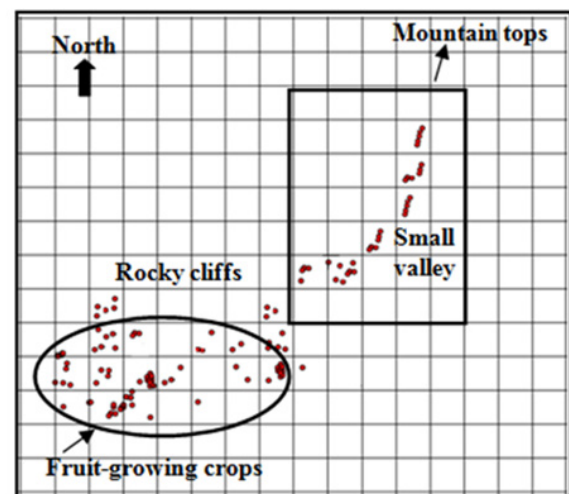 Mountain tops
North
Small
valley
Rocky cliffs
Fruit-growing crops